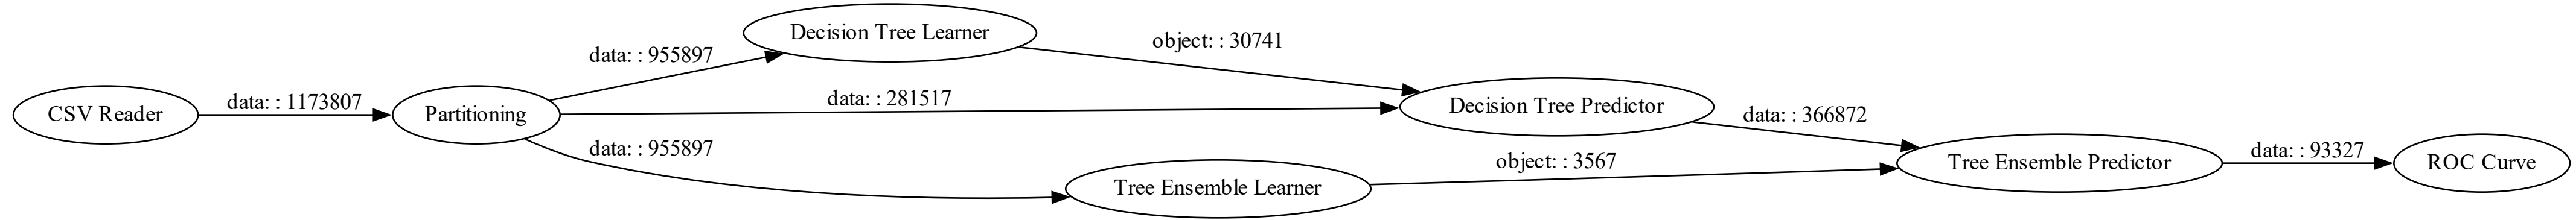 CSV Reader
data: : 1173807
Partitioning
data: : 955897
Decision Tree Learner
object: : 30741
data: : 281517
Decision Tree Predictor
data: : 955897
Tree Ensemble Learner
object: : 3567
data: : 366872
Tree Ensemble Predictor
data: : 93327
ROC Curve